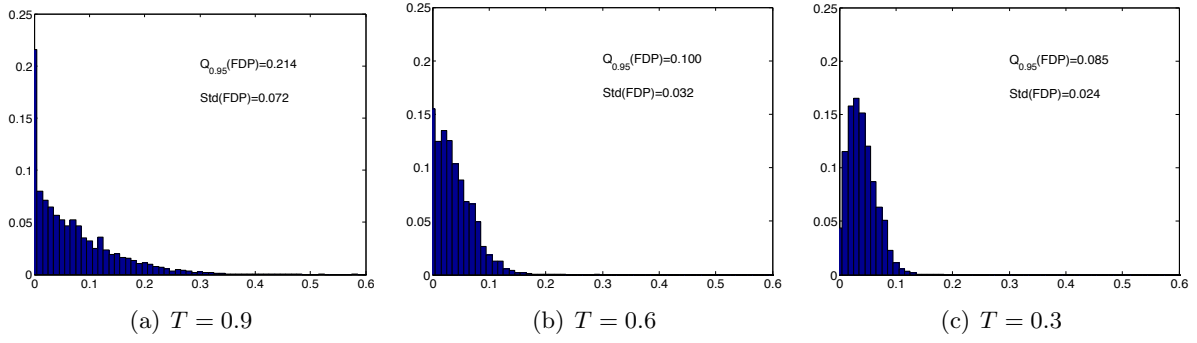 0.25
0.2
0.15
0.1
0.05
0
0 0.1 0.2 0.3 0.4 0.5 0.6
Q0.95(FDP)=0.214
Std(FDP)=0.072
(a) T = 0.9
0.25
0.2
0.15
0.1
0.05
0
0 0.1 0.2 0.3 0.4 0.5 0.6
Q0.95(FDP)=0.100
Std(FDP)=0.032
(b) T = 0.6
0.25
0.2
0.15
0.1
0.05
0
0 0.1 0.2 0.3 0.4 0.5 0.6
Q0.95(FDP)=0.085
Std(FDP)=0.024
(c) T = 0.3